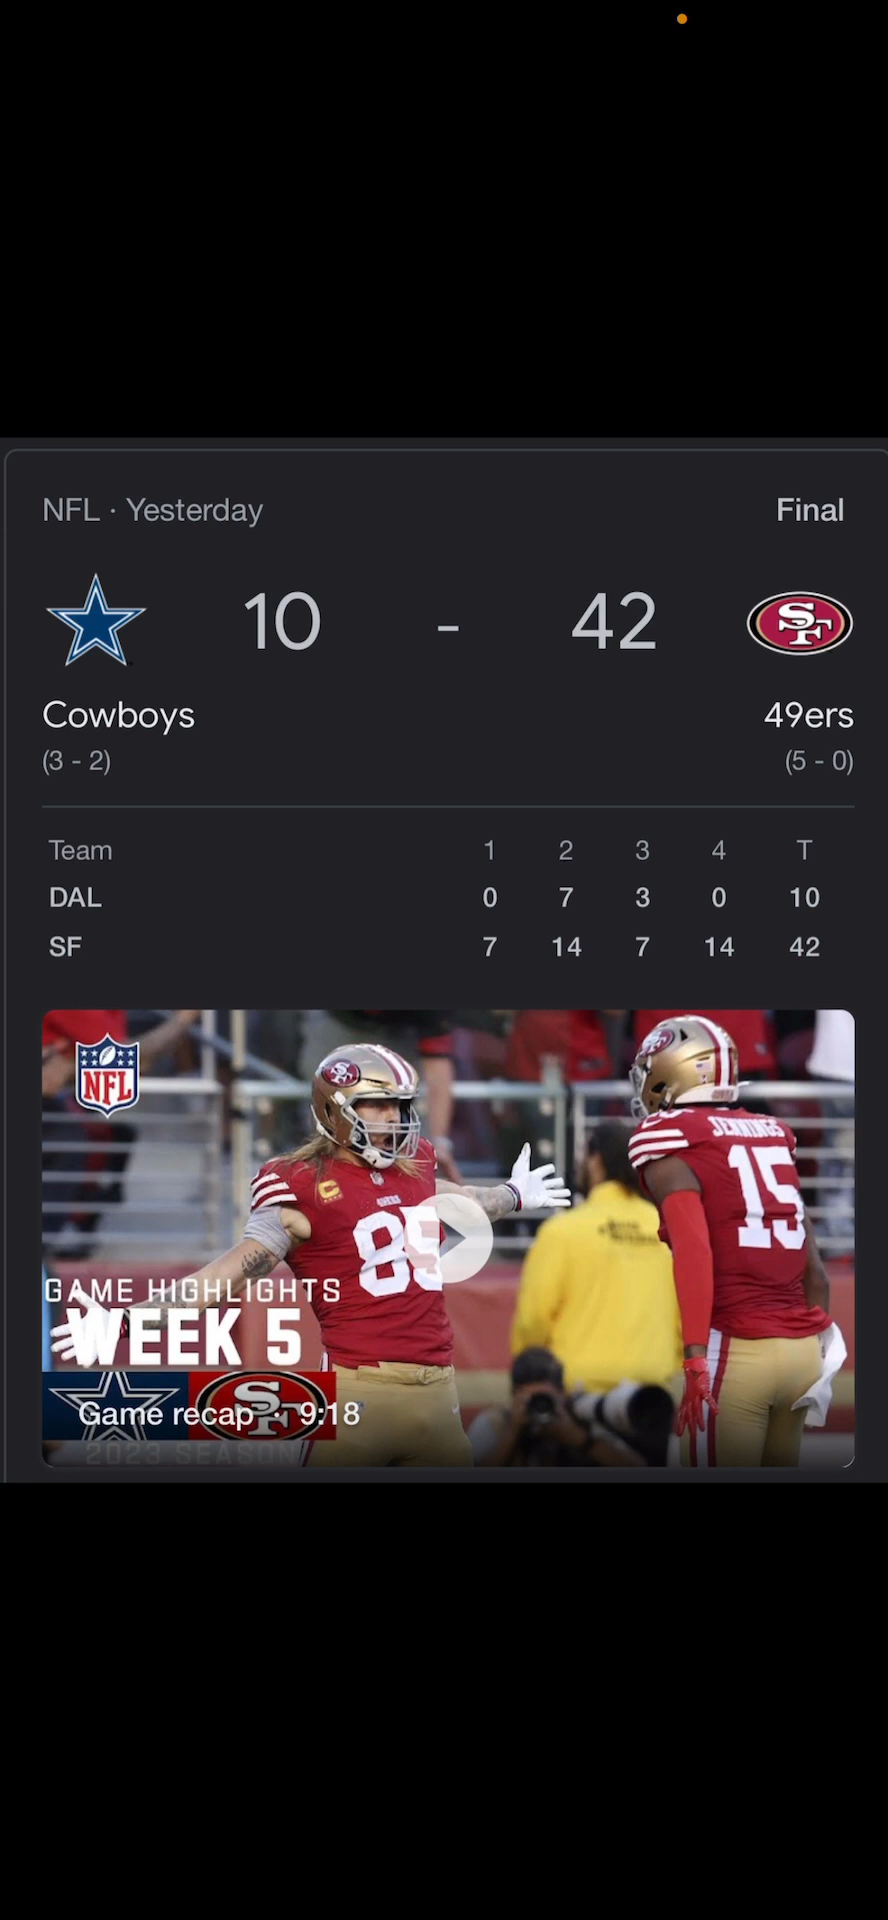 NFL · Yesterday Final
10 - 42
Cowboys 49ers
(3 - 2) (5 - 0)
Team 1 2 3 4 T
DAL 0 7 3 0 10
SF 7 14 7 14 42
NFL
SF
C
49ERS
85
JENNINGS
15
GAME HIGHLIGHTS
WEEK 5
Game recap · 9:18
2023 SEASON